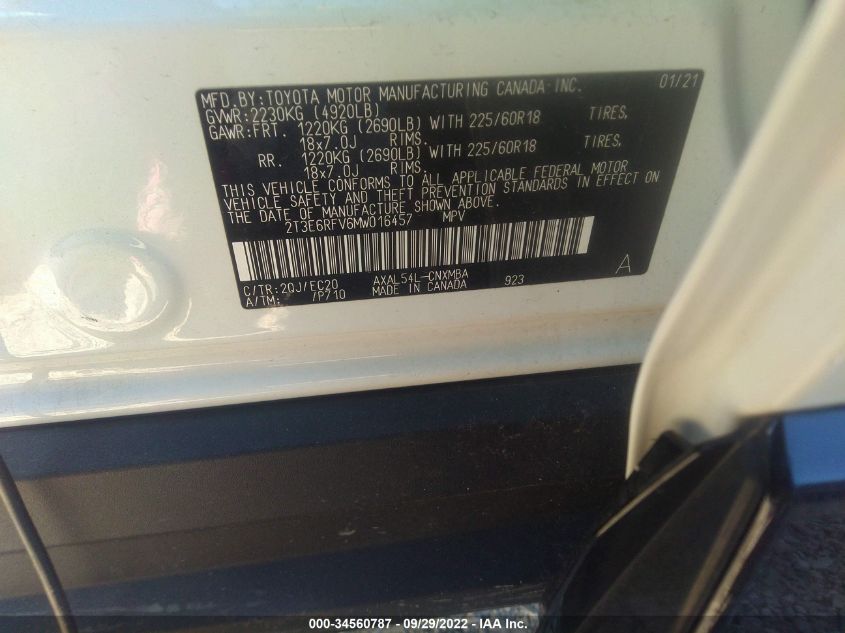 MFD.BY:TOYOTA MOTOR MANUFACTURING CANADA INC. 01/21
GVWR:2230KG (4920LB)
GAWR:FRT. 1220KG (2690LB) WITH 225/60R18 TIRES,
18x7.0J RIMS.
RR. 1220KG (2690LB) WITH 225/60R18 TIRES,
18x7.0J RIMS.
THIS VEHICLE CONFORMS TO ALL APPLICABLE FEDERAL MOTOR
VEHICLE SAFETY AND THEFT PREVENTION STANDARDS IN EFFECT ON
THE DATE OF MANUFACTURE SHOWN ABOVE.
2T3E6RFV6MW016457 MPV
C/TR:2QJ/EC20 AXAL54L-CNXMBA A
A/TM: /P710 MADE IN CANADA 923
000-34560787 - 09/29/2022 - IAA Inc.